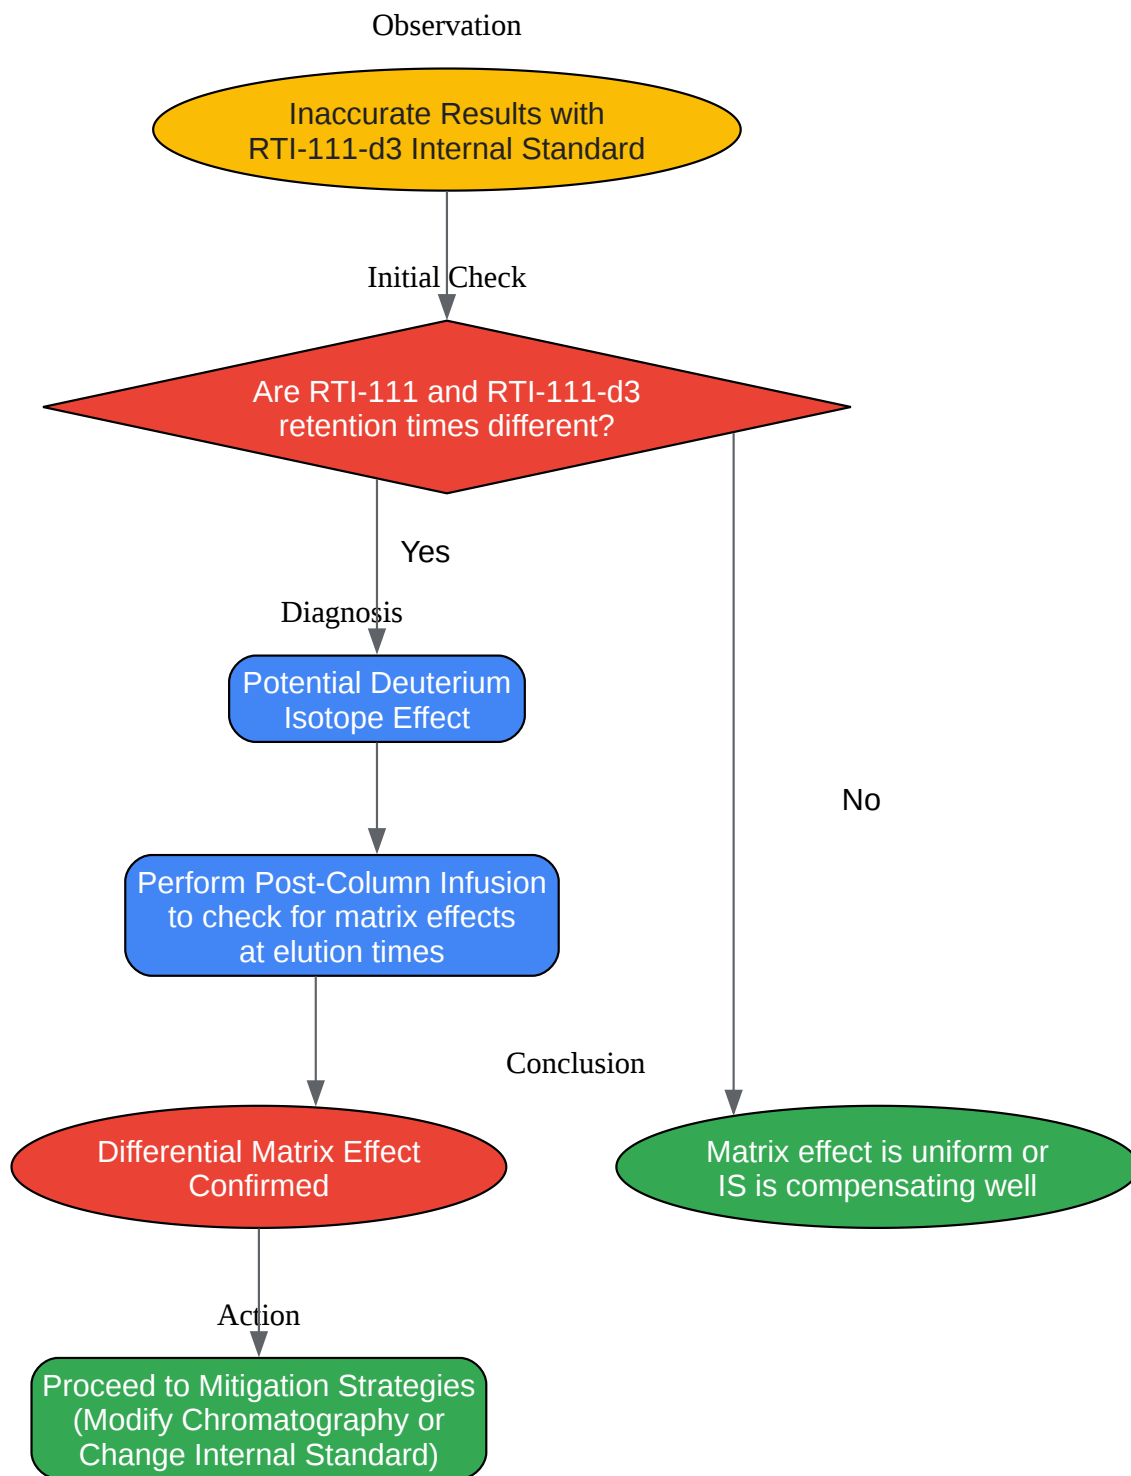 Observation
Inaccurate Results with
RTI-111-d3 Internal Standard
Initial Check
Are RTI-111 and RTI-111-d3
retention times different?
Yes
Diagnosis
Potential Deuterium
Isotope Effect
No
Perform Post-Column Infusion
to check for matrix effects
at elution times
Conclusion
Differential Matrix Effect
Confirmed
Matrix effect is uniform or
IS is compensating well
Action
Proceed to Mitigation Strategies
(Modify Chromatography or
Change Internal Standard)